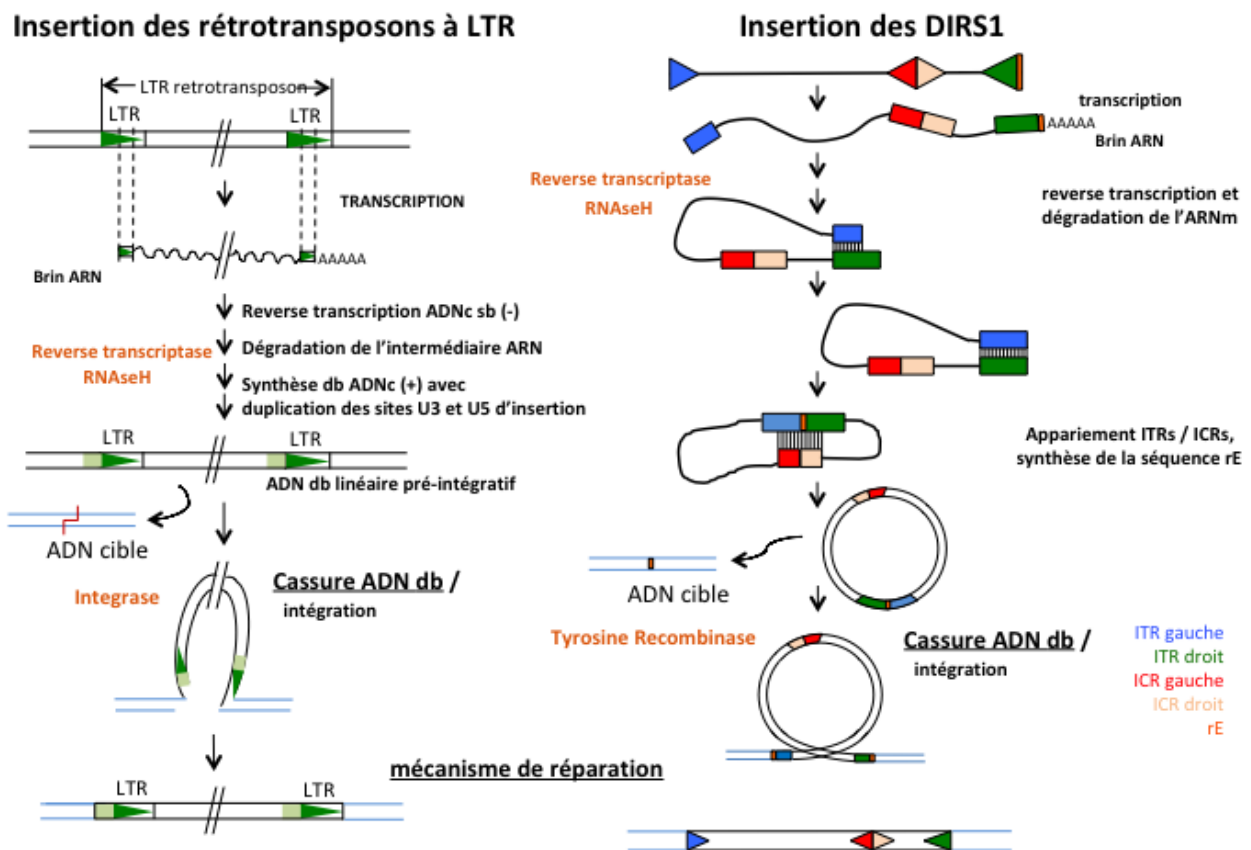 Insertion des rétrotransposons à LTR
LTR retrotransposon
LTR
LTR
TRANSCRIPTION
AAAAA
Brin ARN
Reverse transcription ADNc sb (-)
Dégradation de l'intermédiaire ARN
Reverse transcriptase
RNAseH
Synthèse db ADNc (+) avec
duplication des sites U3 et U5 d'insertion
LTR
LTR
ADN db linéaire pré-intégratif
ADN cible
Cassure ADN db /
intégration
Integrase
mécanisme de réparation
LTR
LTR
Insertion des DIRS1
transcription
AAAAA
Brin ARN
Reverse transcriptase
RNAseH
reverse transcription et
dégradation de l'ARNm
Appariement ITRs / ICRs,
synthèse de la séquence rE
ADN cible
Tyrosine Recombinase
Cassure ADN db /
intégration
ITR gauche
ITR droit
ICR gauche
ICR droit
rE